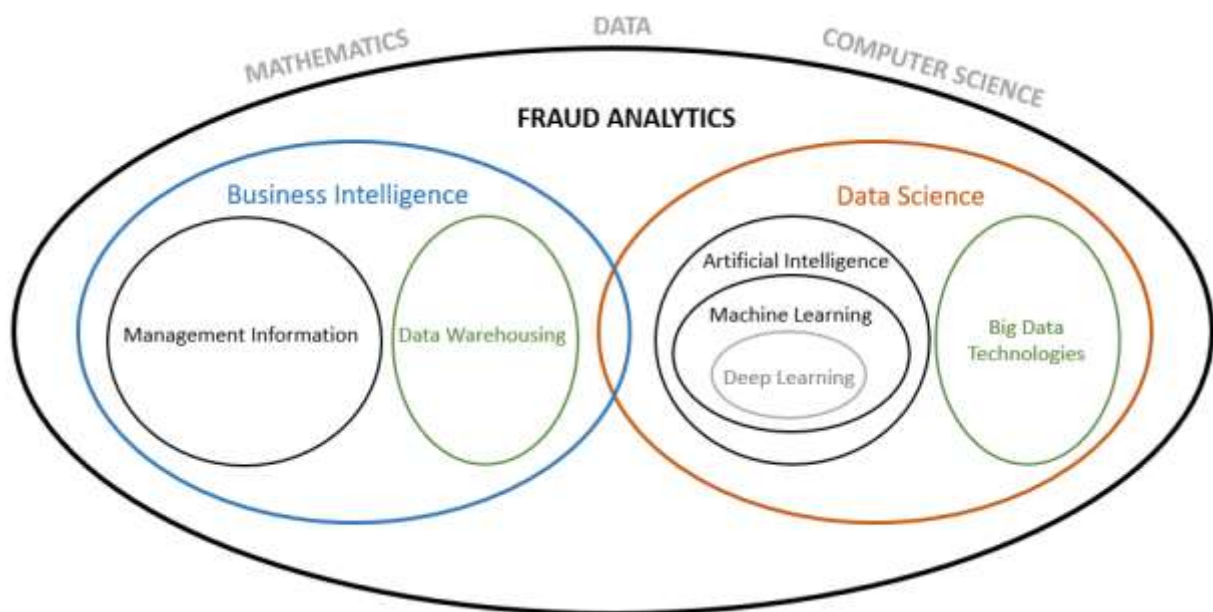 MATHEMATICS
DATA
COMPUTER SCIENCE
FRAUD ANALYTICS
Business Intelligence
Management Information
Data Warehousing
Data Science
Artificial Intelligence
Machine Learning
Deep Learning
Big Data
Technologies